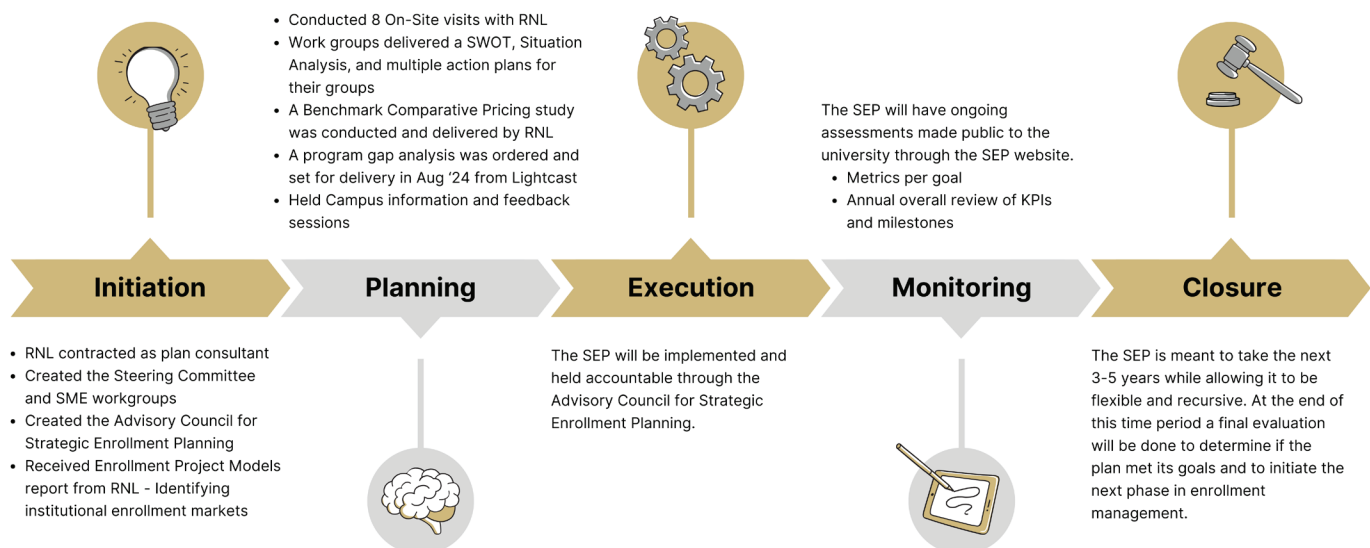 • Conducted 8 On-Site visits with RNL
• Work groups delivered a SWOT, Situation
Analysis, and multiple action plans for
their groups
• A Benchmark Comparative Pricing study
was conducted and delivered by RNL
• A program gap analysis was ordered and
set for delivery in Aug ‘24 from Lightcast
• Held Campus information and feedback
sessions
The SEP will have ongoing
assessments made public to the
university through the SEP website.
• Metrics per goal
• Annual overall review of KPIs
and milestones
Initiation
Planning
Execution
Monitoring
Closure
• RNL contracted as plan consultant
• Created the Steering Committee
and SME workgroups
• Created the Advisory Council for
Strategic Enrollment Planning
• Received Enrollment Project Models
report from RNL - Identifying
institutional enrollment markets
The SEP will be implemented and
held accountable through the
Advisory Council for Strategic
Enrollment Planning.
The SEP is meant to take the next
3-5 years while allowing it to be
flexible and recursive. At the end of
this time period a final evaluation
will be done to determine if the
plan met its goals and to initiate the
next phase in enrollment
management.